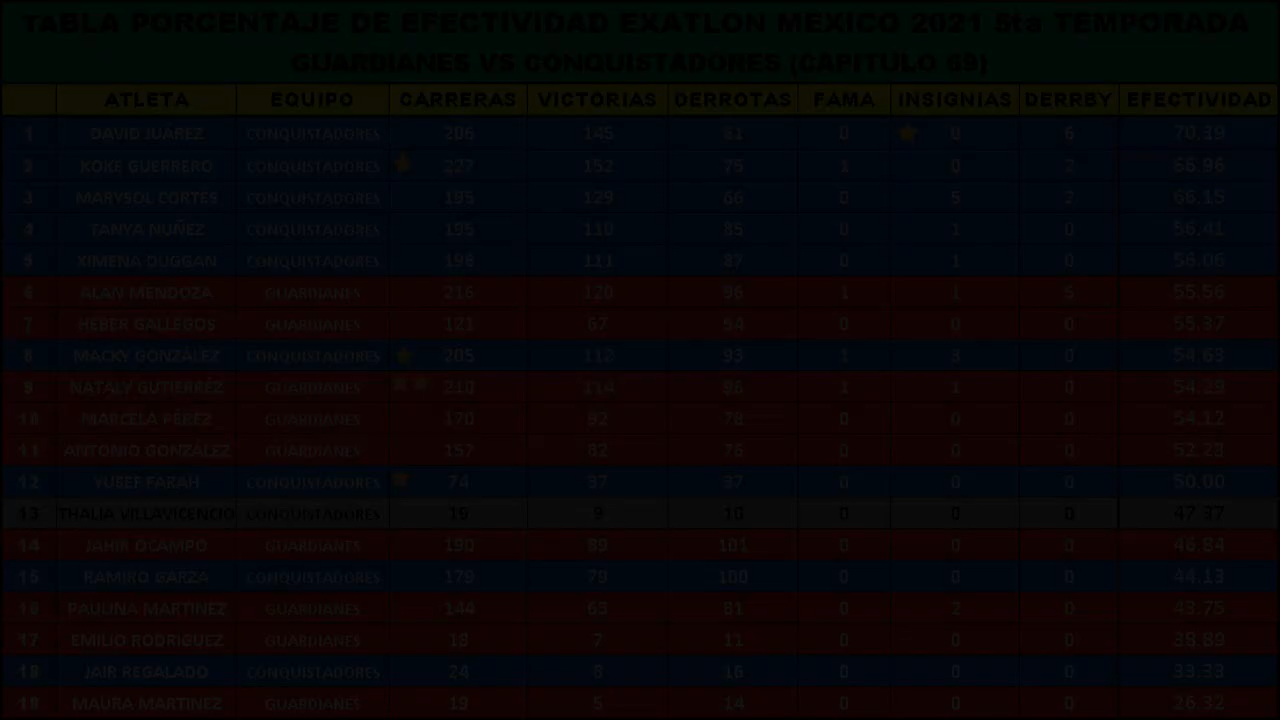 TABLA PORCENTAJE DE EFECTIVIDAD EXATLON MEXICO 2021 5ta TEMPORADA
GUARDIANES VS CONQUISTADORES (CAPITULO 69)
ATLETA EQUIPO CARRERAS VICTORIAS DERROTAS FAMA INSIGNIAS DERRBY EFECTIVIDAD
1 DAVID JUAREZ CONQUISTADORES 206 145 61 0 0 6 70.39
2 KOKE GUERRERO CONQUISTADORES 227 152 75 1 0 2 66.96
3 MARYSOL CORTES CONQUISTADORES 195 129 66 0 5 2 66.15
4 TANYA NUÑEZ CONQUISTADORES 195 110 85 0 1 0 56.41
5 XIMENA DUGGAN CONQUISTADORES 198 111 87 0 1 0 56.06
6 ALAN MENDOZA GUARDIANES 216 120 96 1 1 5 55.56
7 HEBER GALLEGOS GUARDIANES 121 67 54 0 0 0 55.37
8 MACKY GONZÁLEZ CONQUISTADORES 205 112 93 1 3 0 54.63
9 NATALY GUTIERRÉZ GUARDIANES 210 114 96 1 1 0 54.29
10 MARCELA PÉREZ GUARDIANES 170 92 78 0 0 0 54.12
11 ANTONIO GONZÁLEZ GUARDIANES 157 82 75 0 0 0 52.23
12 YUSEF FARAH CONQUISTADORES 74 37 37 0 0 0 50.00
13 THALIA VILLAVICENCIO CONQUISTADORES 19 9 10 0 0 0 47.37
14 JAHIR OCAMPO GUARDIANES 190 89 101 0 0 0 46.84
15 RAMIRO GARZA CONQUISTADORES 179 79 100 0 0 0 44.13
16 PAULINA MARTINEZ GUARDIANES 144 63 81 0 2 0 43.75
17 EMILIO RODRIGUEZ GUARDIANES 18 7 11 0 0 0 38.89
18 JAIR REGALADO CONQUISTADORES 24 8 16 0 0 0 33.33
19 MAURA MARTINEZ GUARDIANES 19 5 14 0 0 0 26.32